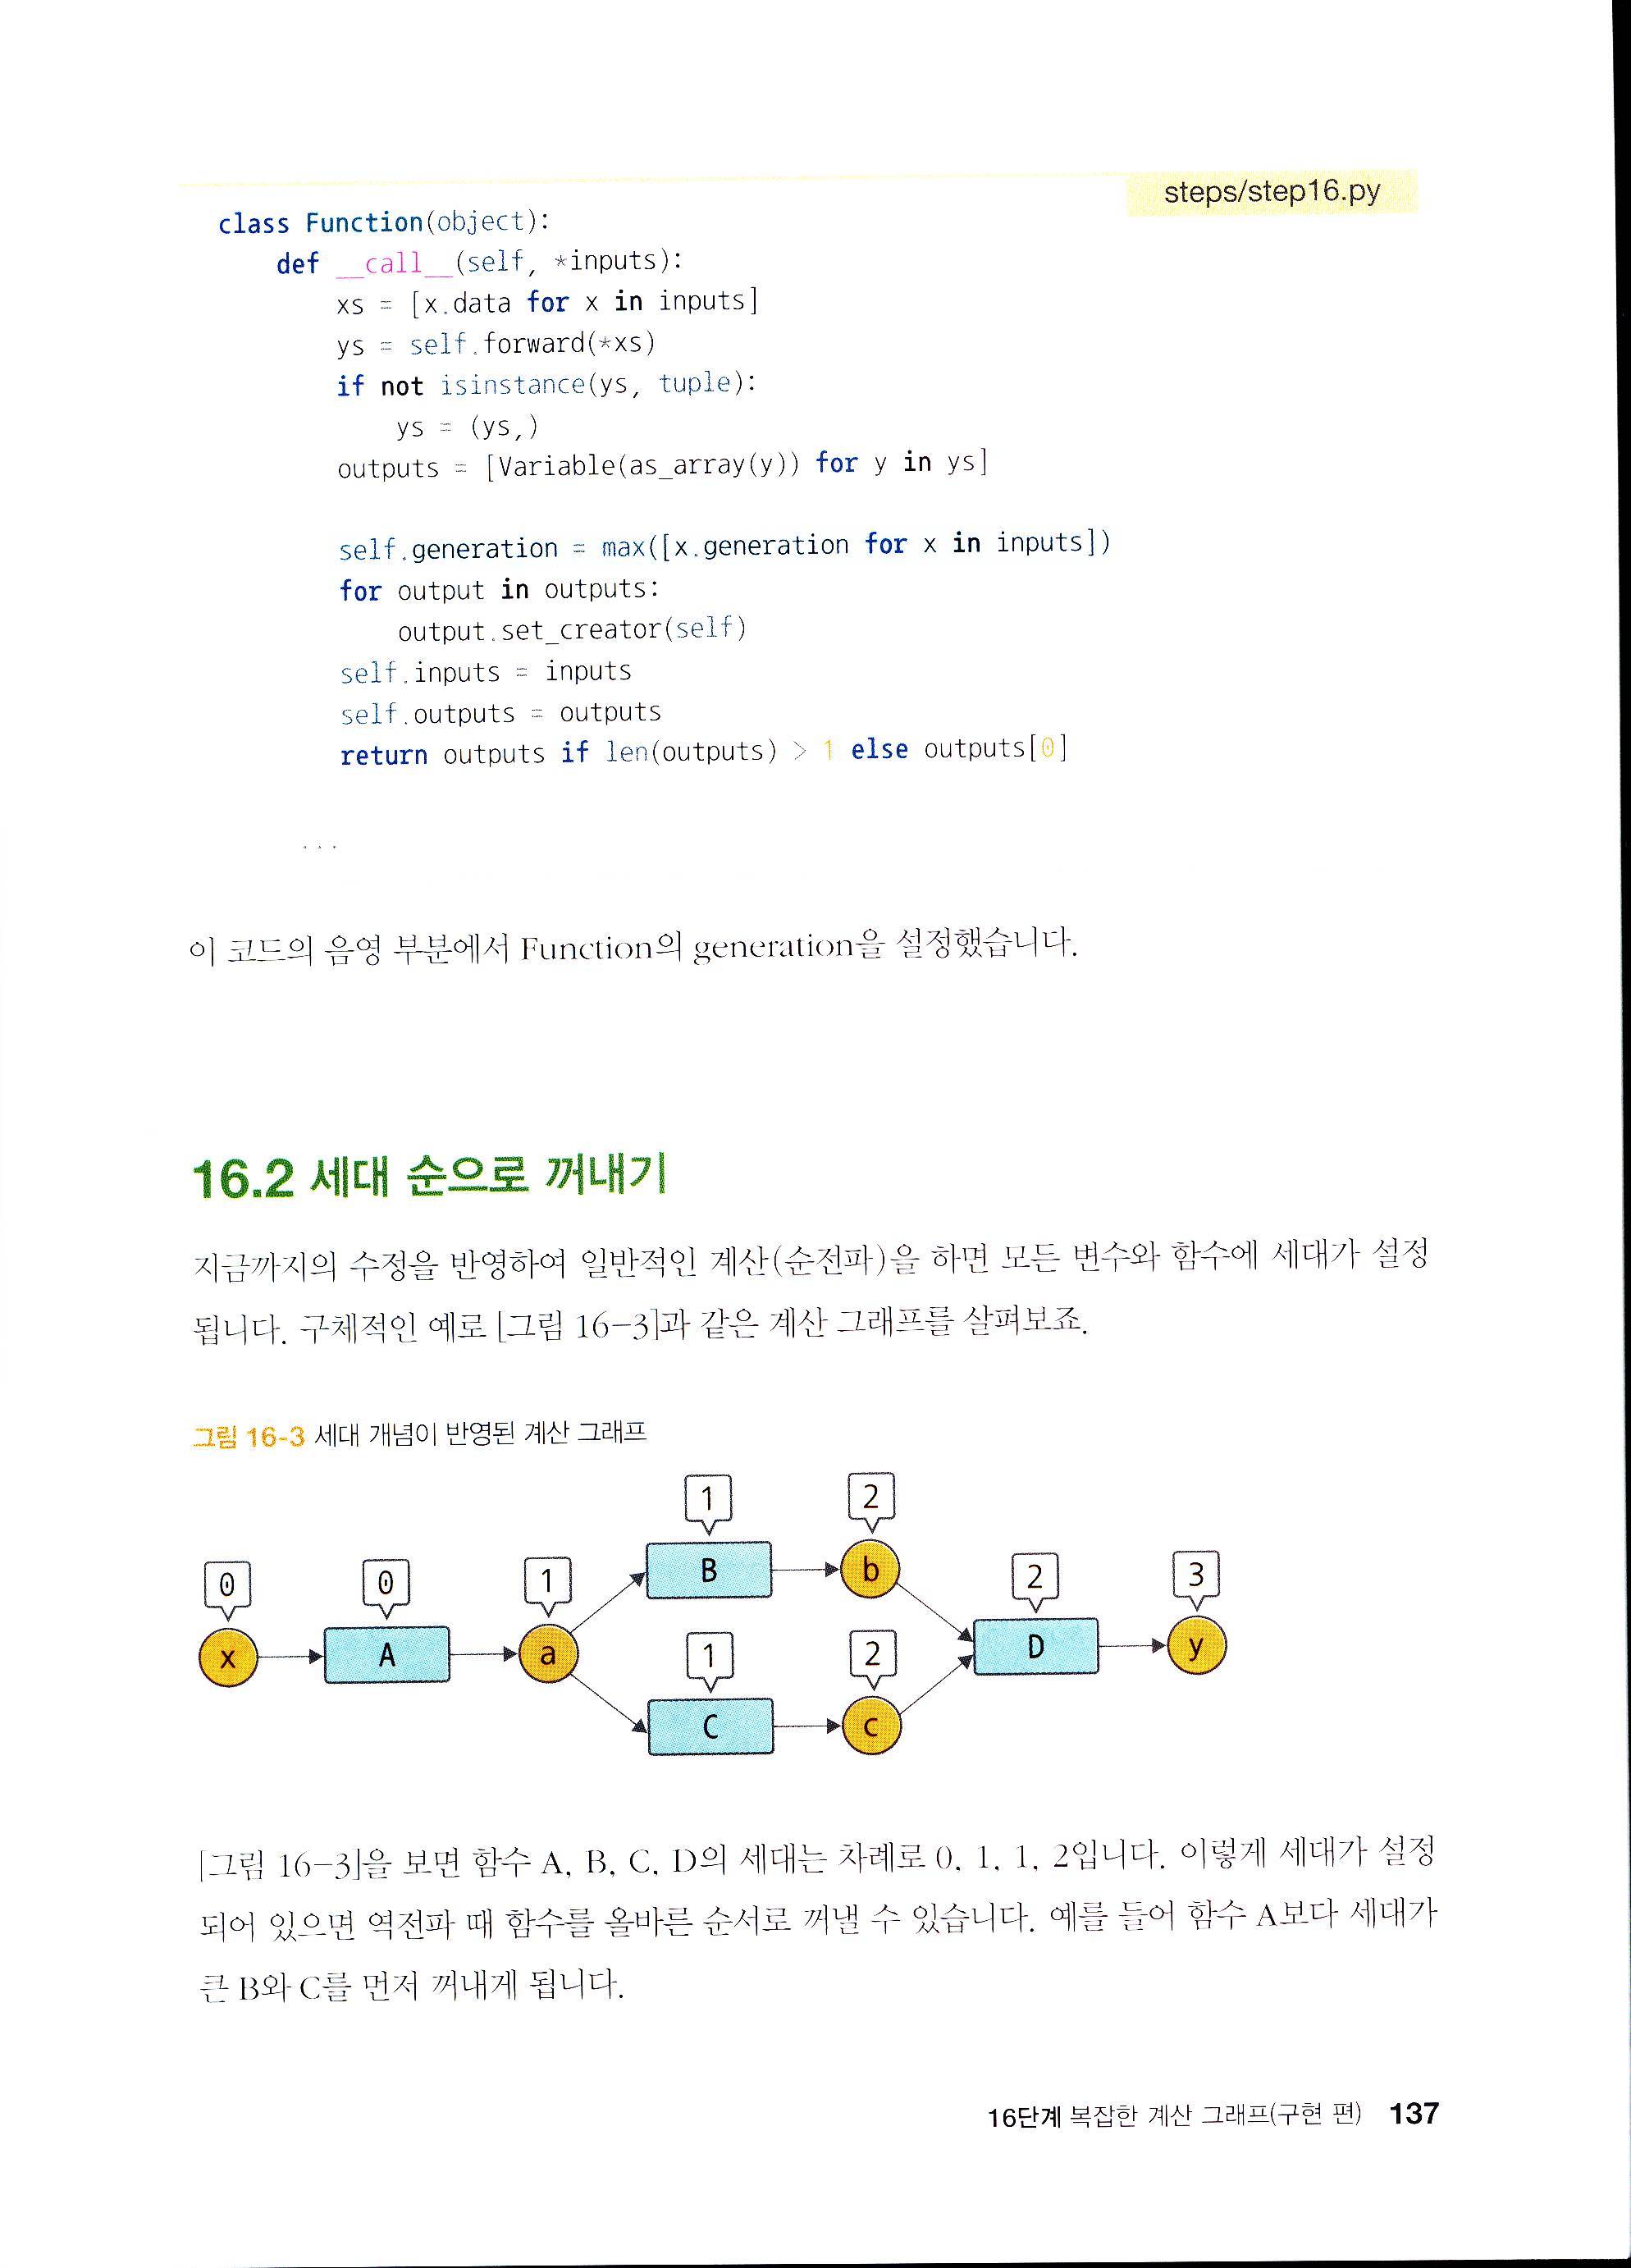 steps/step16.py
class Function(object):
    def __call__(self, *inputs):
        xs = [x.data for x in inputs]
        ys = self.forward(*xs)
        if not isinstance(ys, tuple):
            ys = (ys,)
        outputs = [Variable(as_array(y)) for y in ys]

        self.generation = max([x.generation for x in inputs])
        for output in outputs:
            output.set_creator(self)
        self.inputs = inputs
        self.outputs = outputs
        return outputs if len(outputs) > 1 else outputs[0]

    ...

이 코드의 음영 부분에서 Function의 generation을 설정했습니다.

16.2 세대 순으로 꺼내기

지금까지의 수정을 반영하여 일반적인 계산(순전파)을 하면 모든 변수와 함수에 세대가 설정
됩니다. 구체적인 예로 [그림 16-3]과 같은 계산 그래프를 살펴보죠.

그림 16-3 세대 개념이 반영된 계산 그래프

1 2
B b
0 0 1 2 3
x A a D y
1 2
C c

[그림 16-3]을 보면 함수 A, B, C, D의 세대는 차례로 0, 1, 1, 2입니다. 이렇게 세대가 설정
되어 있으면 역전파 때 함수를 올바른 순서로 꺼낼 수 있습니다. 예를 들어 함수 A보다 세대가
큰 B와 C를 먼저 꺼내게 됩니다.

16단계 복잡한 계산 그래프(구현 편) 137